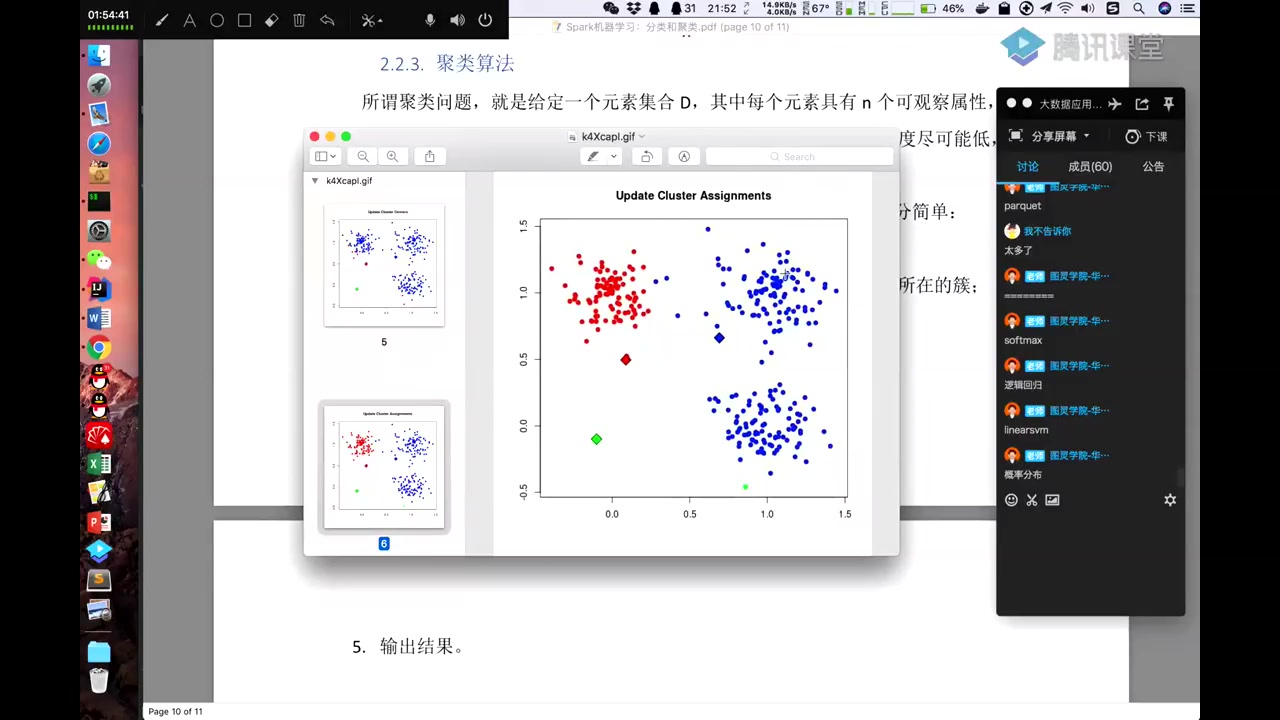 01:54:41
31
21:52
14.9KB/s
4.0KB/s
67°
46%
Spark机器学习：分类和聚类.pdf (page 10 of 11)
腾讯课堂
2.2.3. 聚类算法
所谓聚类问题，就是给定一个元素集合 D，其中每个元素具有 n 个可观察属性，
度尽可能低，
分简单：
所在的簇；
k4Xcapl.gif
Search
k4Xcapl.gif
Update Cluster Centers
5
Update Cluster Assignments
6
Update Cluster Assignments
1.5
1.0
0.5
0.0
-0.5
0.0
0.5
1.0
1.5
5. 输出结果。
Page 10 of 11
大数据应用...
分享屏幕
下课
讨论
成员(60)
公告
老师 图灵学院-华...
parquet
我不告诉你
太多了
老师 图灵学院-华...
========
老师 图灵学院-华...
softmax
老师 图灵学院-华...
逻辑回归
老师 图灵学院-华...
linearsvm
老师 图灵学院-华...
概率分布